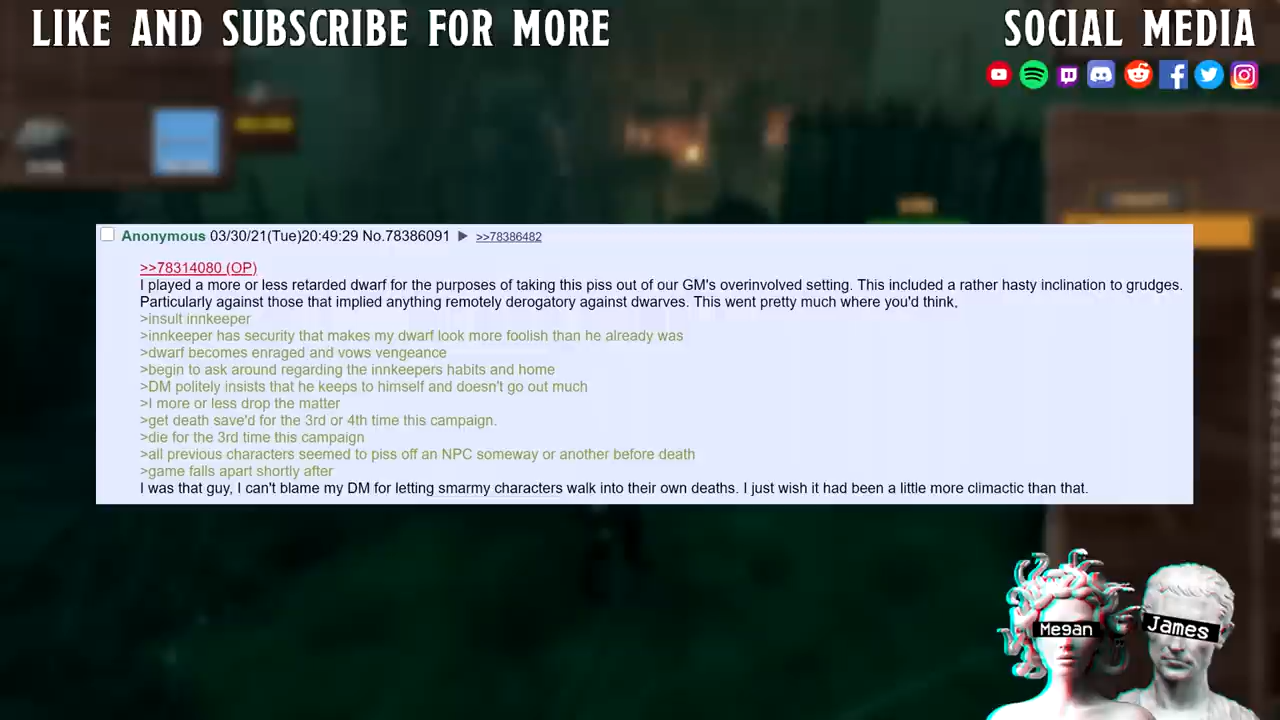 LIKE AND SUBSCRIBE FOR MORE
SOCIAL MEDIA
Anonymous 03/30/21(Tue)20:49:29 No.78386091 ▶ >>78386482
>>78314080 (OP)
I played a more or less retarded dwarf for the purposes of taking this piss out of our GM's overinvolved setting. This included a rather hasty inclination to grudges.
Particularly against those that implied anything remotely derogatory against dwarves. This went pretty much where you'd think,
>insult innkeeper
>innkeeper has security that makes my dwarf look more foolish than he already was
>dwarf becomes enraged and vows vengeance
>begin to ask around regarding the innkeepers habits and home
>DM politely insists that he keeps to himself and doesn't go out much
>I more or less drop the matter
>get death save'd for the 3rd or 4th time this campaign.
>die for the 3rd time this campaign
>all previous characters seemed to piss off an NPC someway or another before death
>game falls apart shortly after
I was that guy, I can't blame my DM for letting smarmy characters walk into their own deaths. I just wish it had been a little more climactic than that.
Megan
James